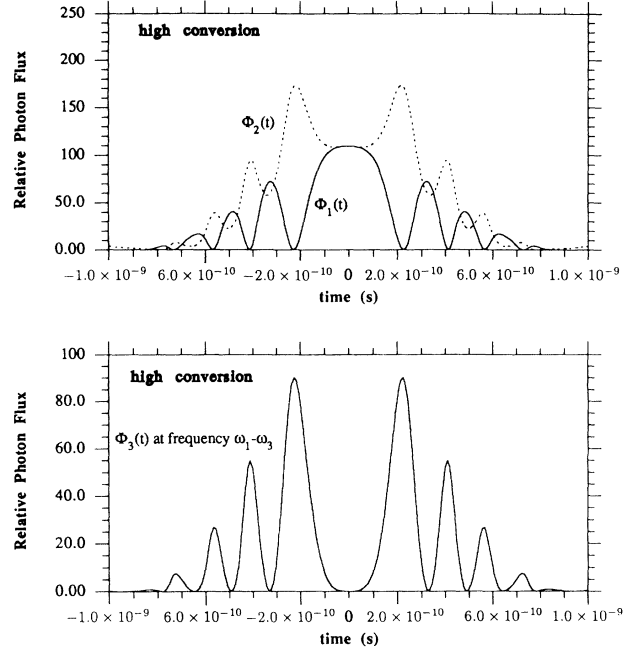 250
200
150
100
50.0
0.00
Relative Photon Flux
high conversion
Φ2(t)
Φ1(t)
−1.0 × 10−9 6.0 × 10−10 −2.0 × 10−10 0 2.0 × 10−10 6.0 × 10−10 1.0 × 10−9
time (s)
100
80.0
60.0
40.0
20.0
0.00
Relative Photon Flux
high conversion
Φ3(t) at frequency ω1-ω3
−1.0 × 10−9 6.0 × 10−10 −2.0 × 10−10 0 2.0 × 10−10 6.0 × 10−10 1.0 × 10−9
time (s)